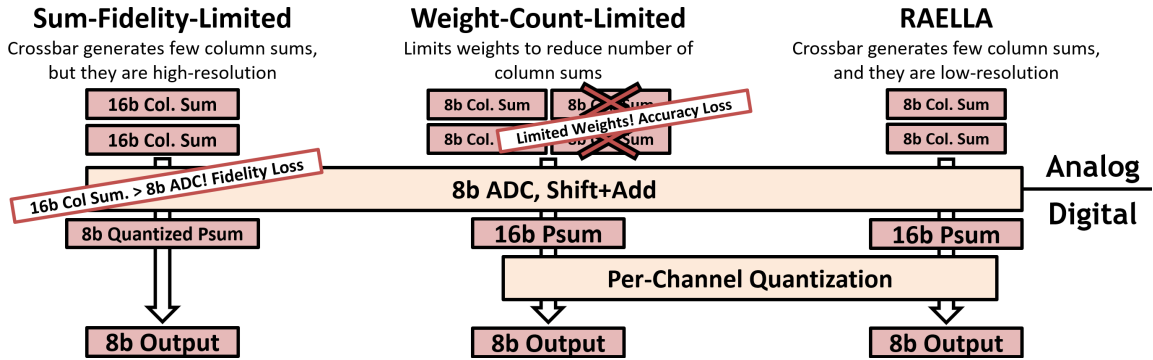 Sum-Fidelity-Limited
Crossbar generates few column sums,
but they are high-resolution
16b Col. Sum
16b Col. Sum
16b Col Sum. > 8b ADC! Fidelity Loss
8b Quantized Psum
8b Output
Weight-Count-Limited
Limits weights to reduce number of
column sums
8b Col. Sum
8b Col. Sum
8b Col.
Sum
Limited Weights! Accuracy Loss
8b ADC, Shift+Add
16b Psum
Per-Channel Quantization
8b Output
RAELLA
Crossbar generates few column sums,
and they are low-resolution
8b Col. Sum
8b Col. Sum
16b Psum
8b Output
Analog
Digital